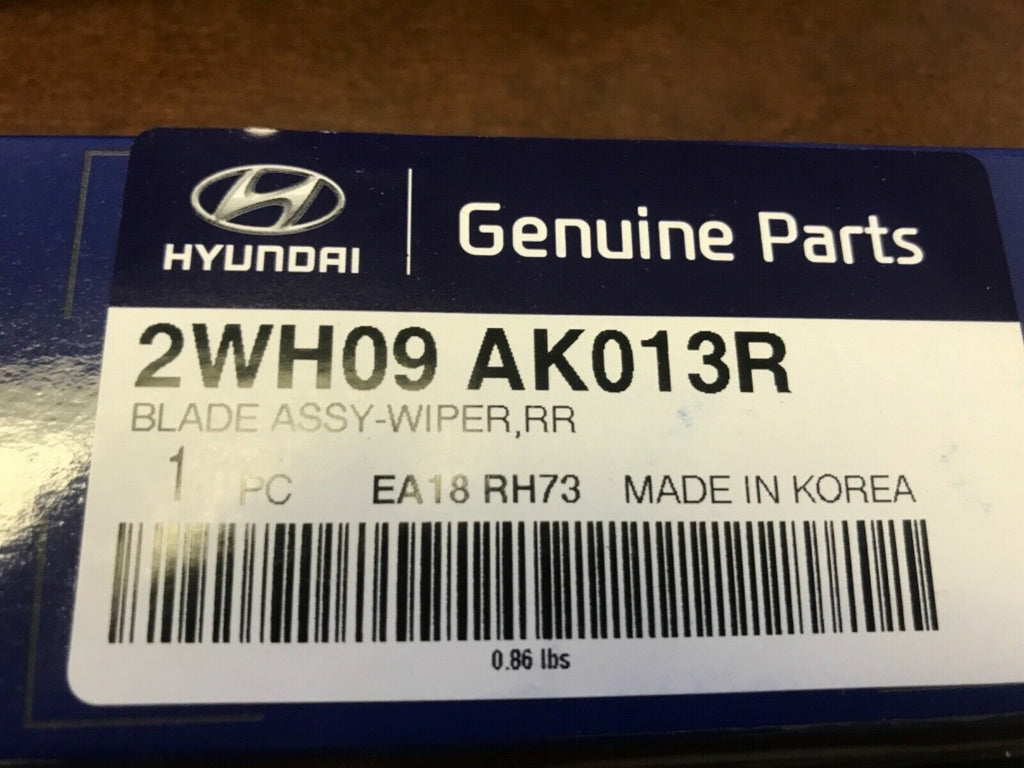 HYUNDAI
Genuine Parts
2WH09 AK013R
BLADE ASSY-WIPER,RR
1 PC EA18 RH73 MADE IN KOREA
0.86 lbs